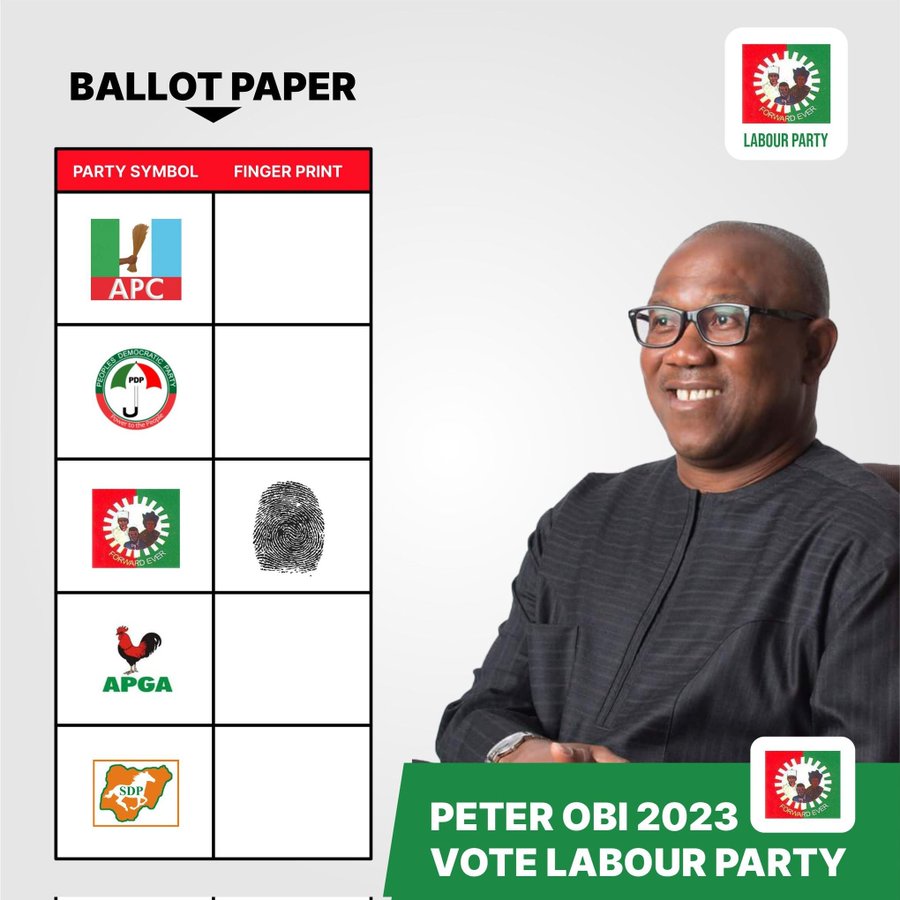 BALLOT PAPER
PARTY SYMBOL FINGER PRINT
APC
PEOPLES DEMOCRATIC PARTY
PDP
Power to the People
FORWARD EVER
APGA
SDP
FORWARD EVER
LABOUR PARTY
PETER OBI 2023
VOTE LABOUR PARTY
FORWARD EVER